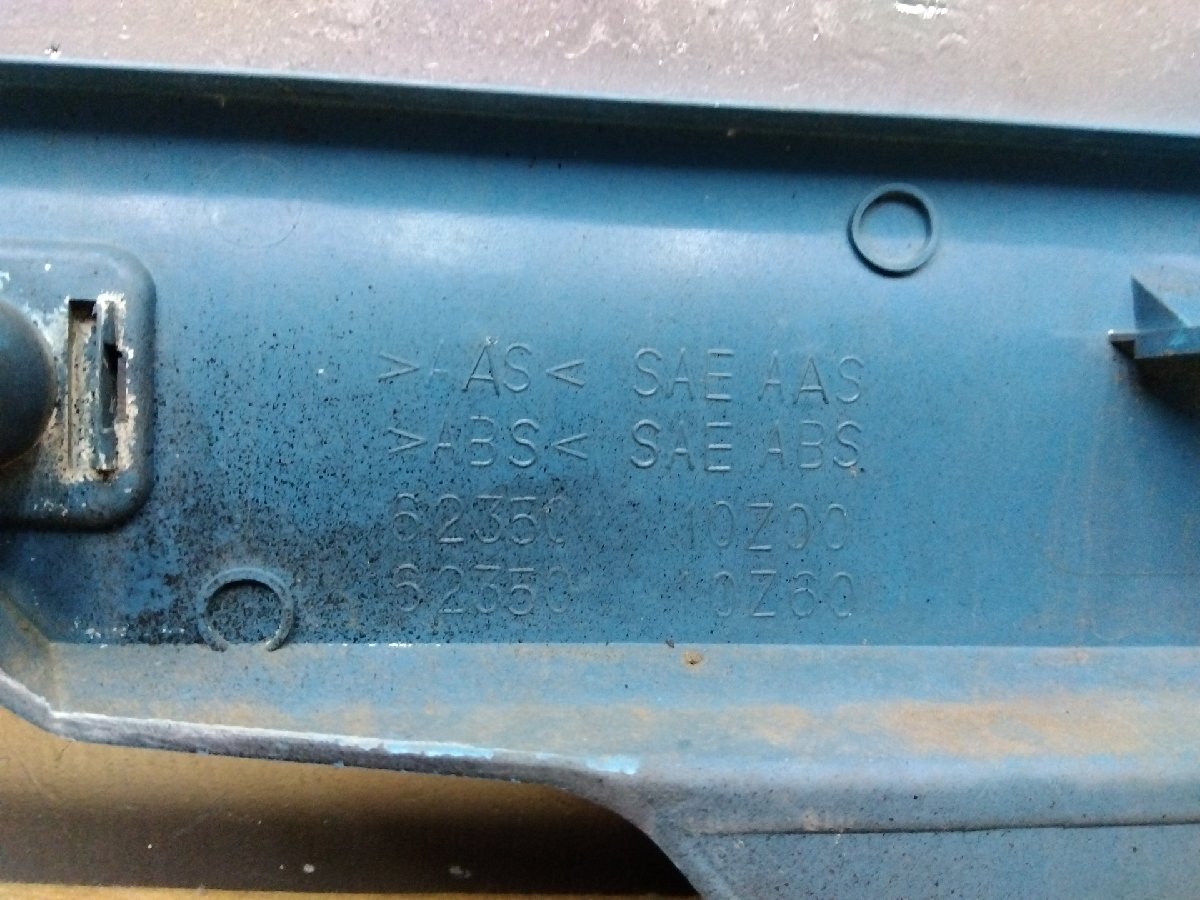 >AAS< SAE AAS
>ABS< SAE ABS
62350 10Z00
62350 10Z60